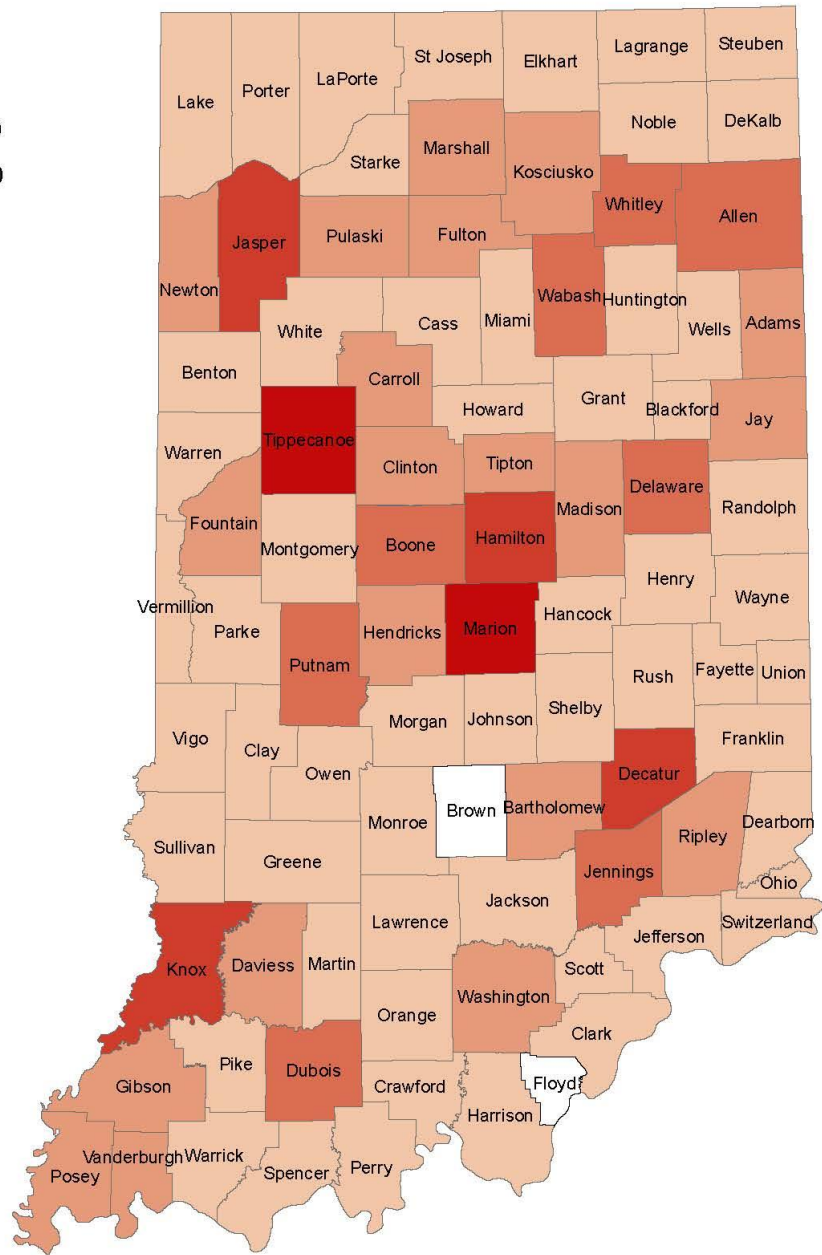 St Joseph
Lagrange
Steuben
LaPorte
Elkhart
Porter
Lake
Noble
DeKalb
Starke
Marshall
Kosciusko
Whitley
Allen
Jasper
Pulaski
Fulton
Newton
Wabash
Huntington
White
Cass
Miami
Wells
Adams
Benton
Carroll
Howard
Grant
Blackford
Jay
Tippecanoe
Warren
Clinton
Tipton
Delaware
Fountain
Madison
Randolph
Montgomery
Boone
Hamilton
Henry
Wayne
Vermillion
Parke
Hendricks
Marion
Hancock
Putnam
Rush
Fayette
Union
Morgan
Johnson
Shelby
Vigo
Clay
Owen
Franklin
Decatur
Monroe
Brown
Bartholomew
Dearborn
Sullivan
Greene
Ripley
Jennings
Ohio
Jackson
Lawrence
Jefferson
Switzerland
Knox
Daviess
Martin
Scott
Washington
Orange
Clark
Pike
Dubois
Gibson
Crawford
Floyd
Harrison
Vanderburgh
Warrick
Posey
Spencer
Perry